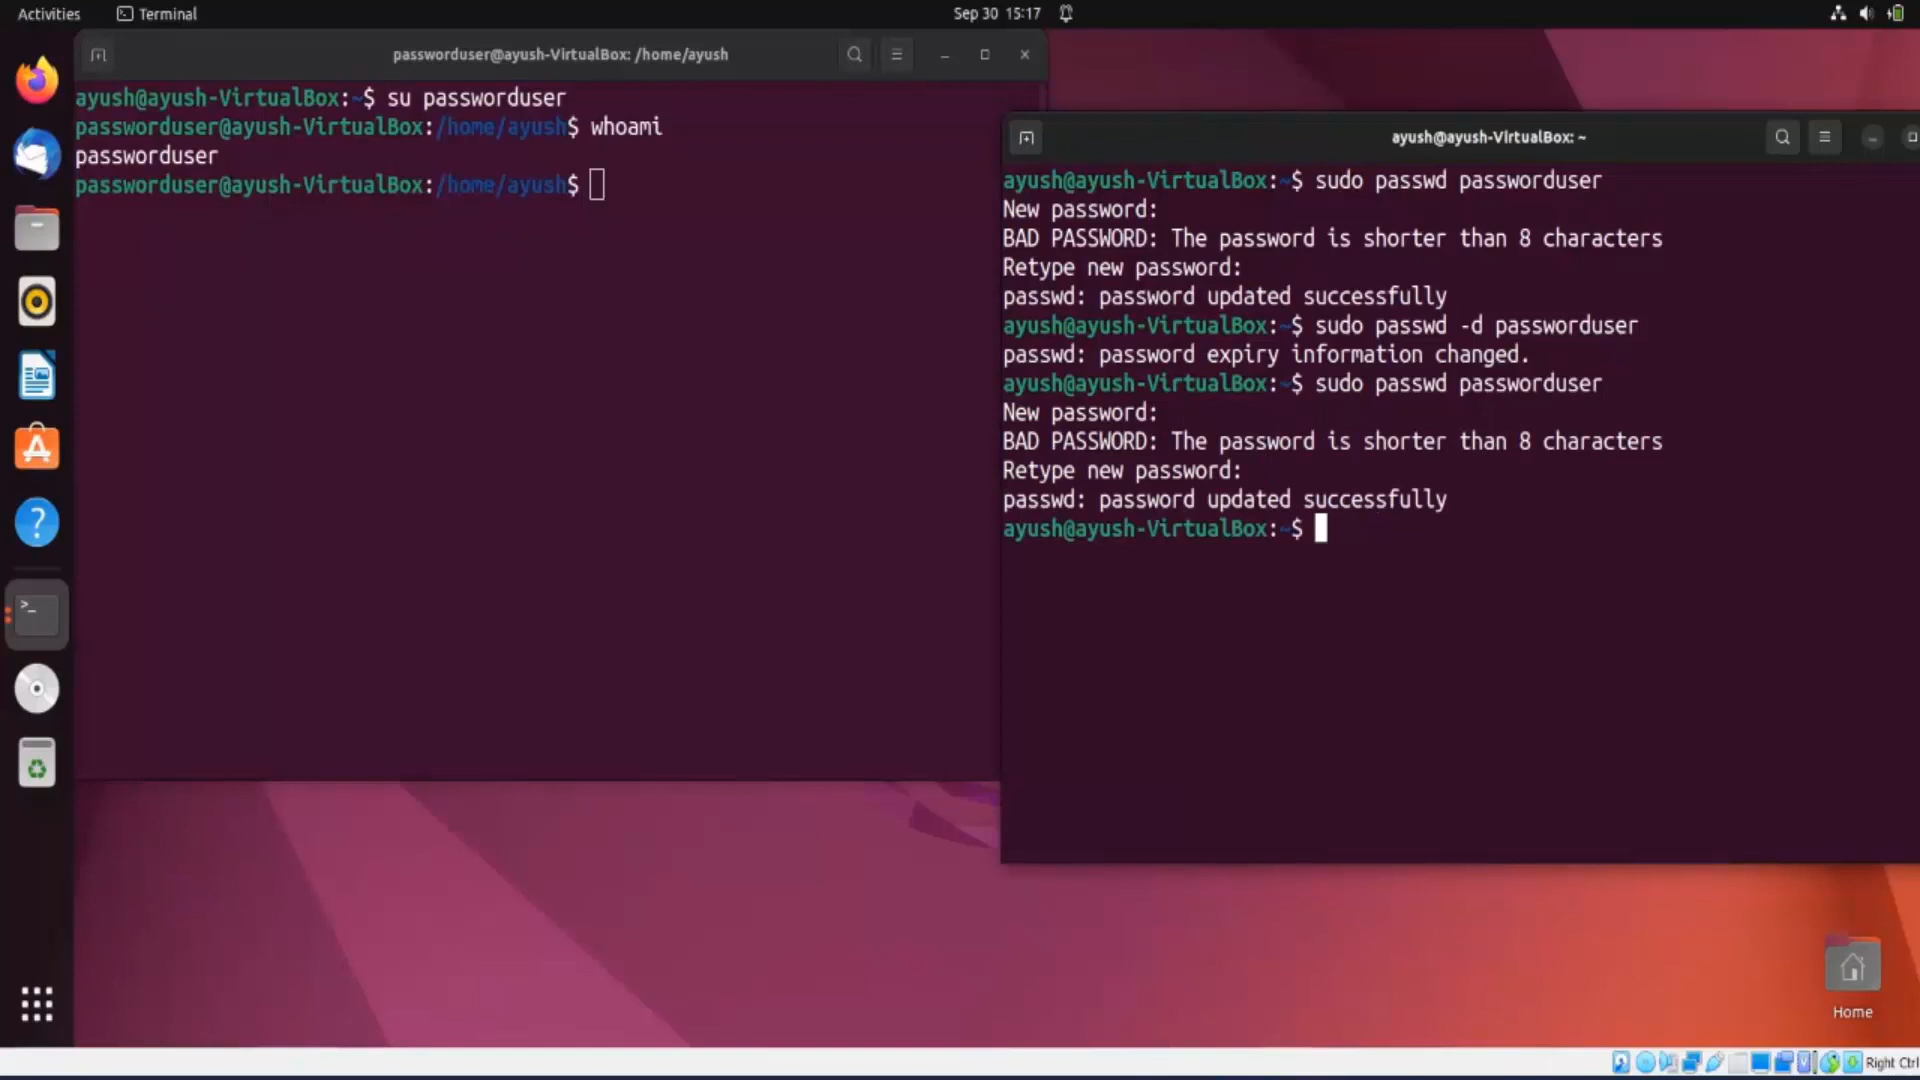 Activities
Terminal
Sep 30 15:17
passworduser@ayush-VirtualBox: /home/ayush
ayush@ayush-VirtualBox:~$ su passworduser
passworduser@ayush-VirtualBox:/home/ayush$ whoami
passworduser
passworduser@ayush-VirtualBox:/home/ayush$
ayush@ayush-VirtualBox: ~
ayush@ayush-VirtualBox:~$ sudo passwd passworduser
New password:
BAD PASSWORD: The password is shorter than 8 characters
Retype new password:
passwd: password updated successfully
ayush@ayush-VirtualBox:~$ sudo passwd -d passworduser
passwd: password expiry information changed.
ayush@ayush-VirtualBox:~$ sudo passwd passworduser
New password:
BAD PASSWORD: The password is shorter than 8 characters
Retype new password:
passwd: password updated successfully
ayush@ayush-VirtualBox:~$
Home
Right Ctrl